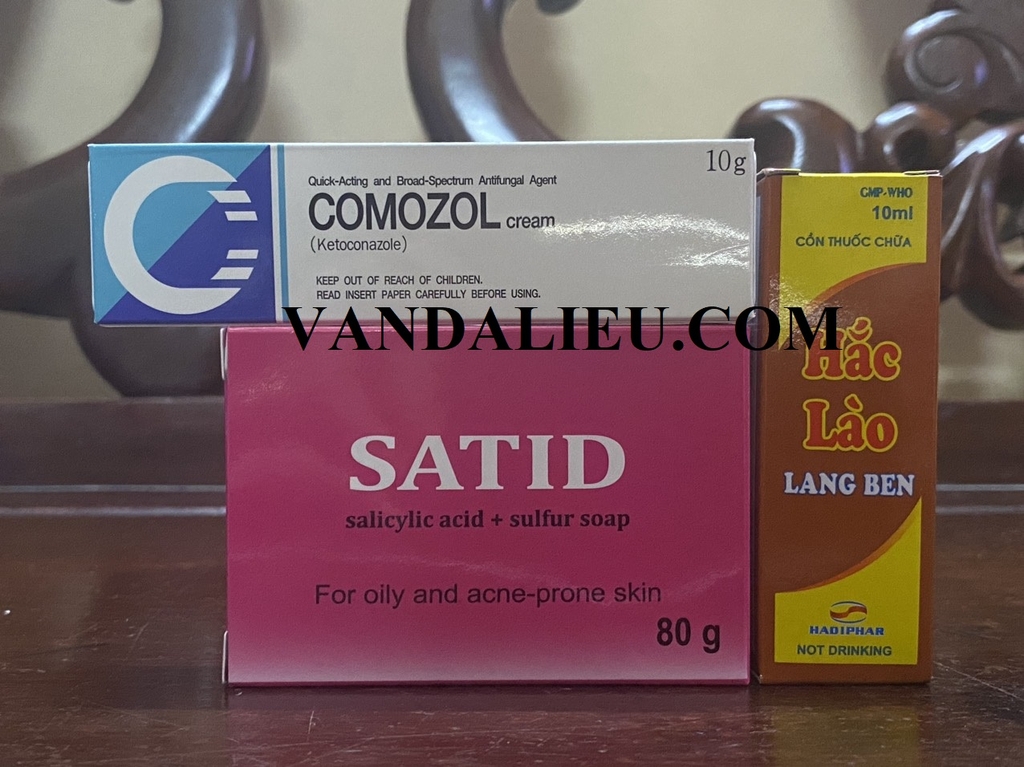 10g
Quick-Acting and Broad-Spectrum Antifungal Agent
COMOZOL cream
(Ketoconazole)
KEEP OUT OF REACH OF CHILDREN.
READ INSERT PAPER CAREFULLY BEFORE USING.
VANDALIEU.COM
SATID
salicylic acid + sulfur soap
For oily and acne-prone skin
80 g
GMP-WHO
10ml
CỒN THUỐC CHỮA
Hắc
Lào
LANG BEN
HADIPHAR
NOT DRINKING